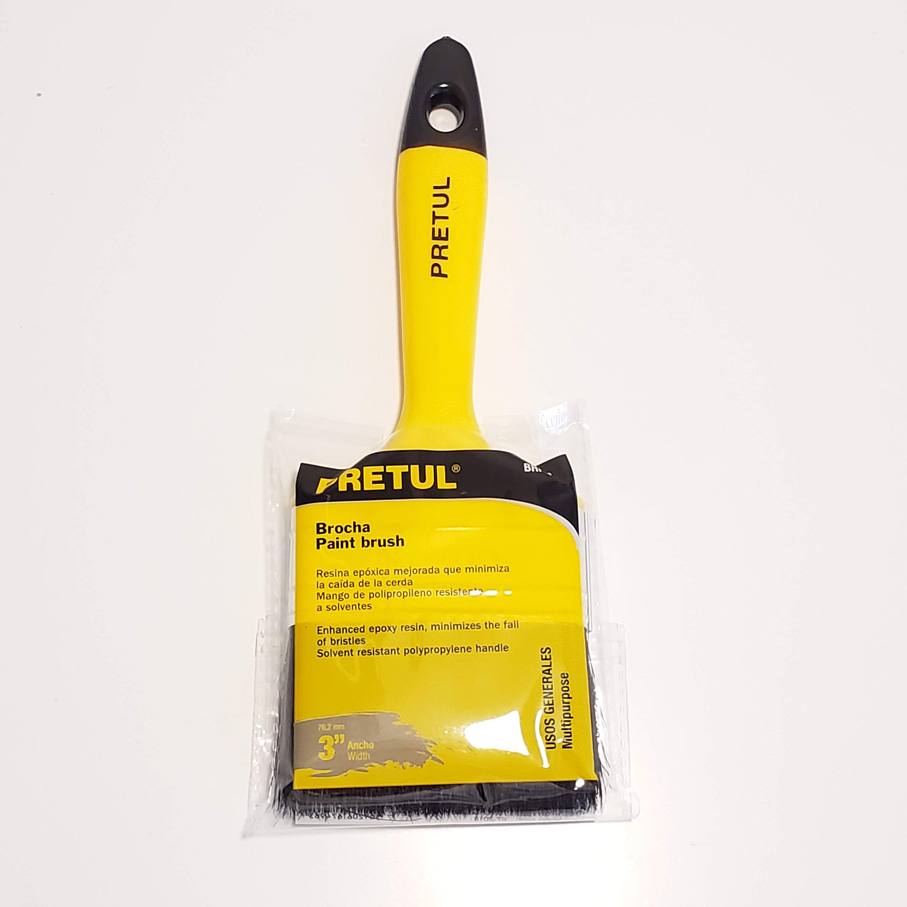 PRETUL
PRETUL®
Brocha
Paint brush
Resina epóxica mejorada que minimiza
la caída de la cerda
Mango de polipropileno resistente
a solventes
Enhanced epoxy resin, minimizes the fall
of bristles
Solvent resistant polypropylene handle
USOS GENERALES
Multipurpose
76.2 mm
3”
Ancho
Width